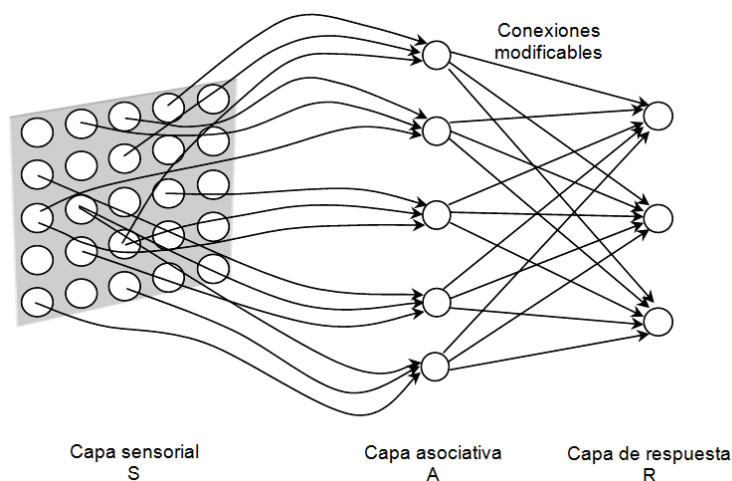 Conexiones
modificables
Capa sensorial
S
Capa asociativa
A
Capa de respuesta
R